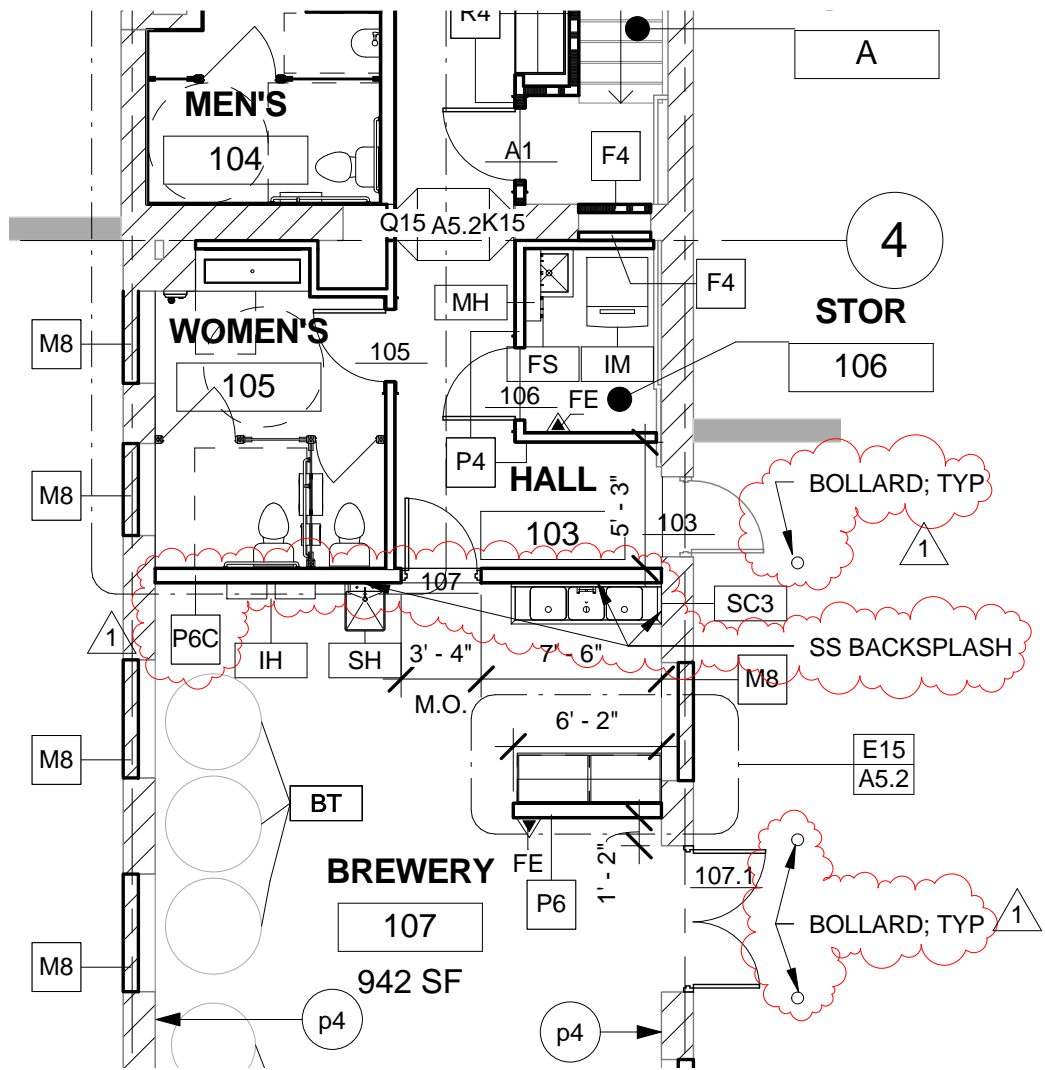 R4
A
MEN'S
104
A1
F4
Q15 A5.2 K15
4
F4
MH
STOR
WOMEN'S
M8
105
FS
IM
106
105
106
FE
P4
HALL
BOLLARD; TYP
M8
5' - 3"
103
103
1
107
SC3
1
P6C
IH
SH
3' - 4"
7' - 6"
SS BACKSPLASH
M.O.
M8
6' - 2"
M8
E15
A5.2
BT
FE
1' - 2"
BREWERY
107.1
P6
107
BOLLARD; TYP
1
M8
942 SF
p4
p4